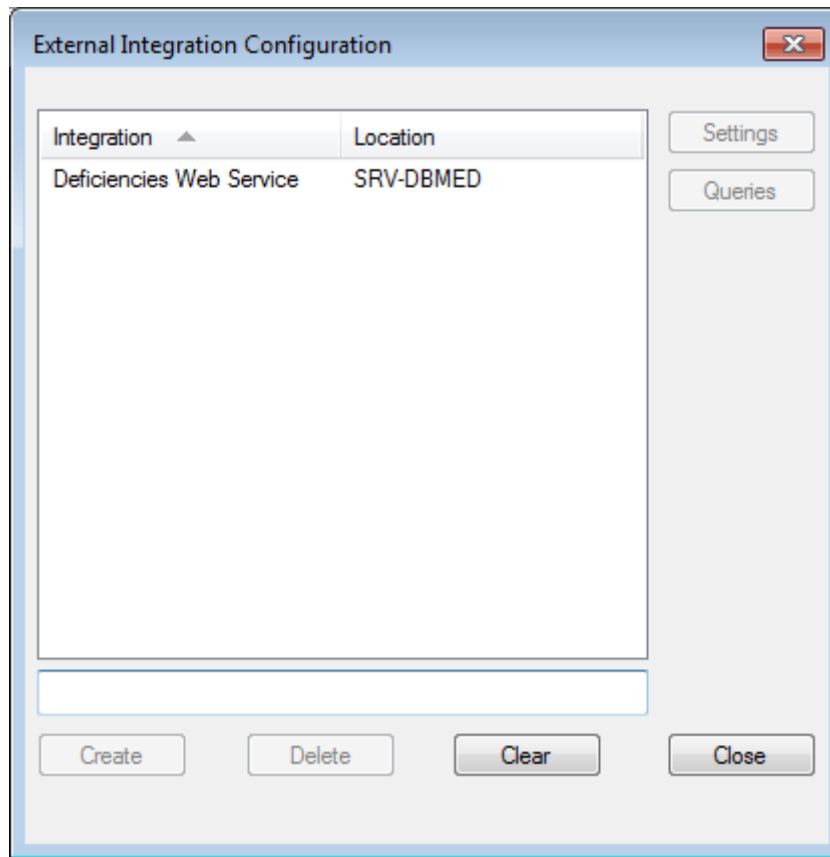 External Integration Configuration
Integration Location
Settings
Deficiencies Web Service SRV-DBMED
Queries
Create Delete Clear Close